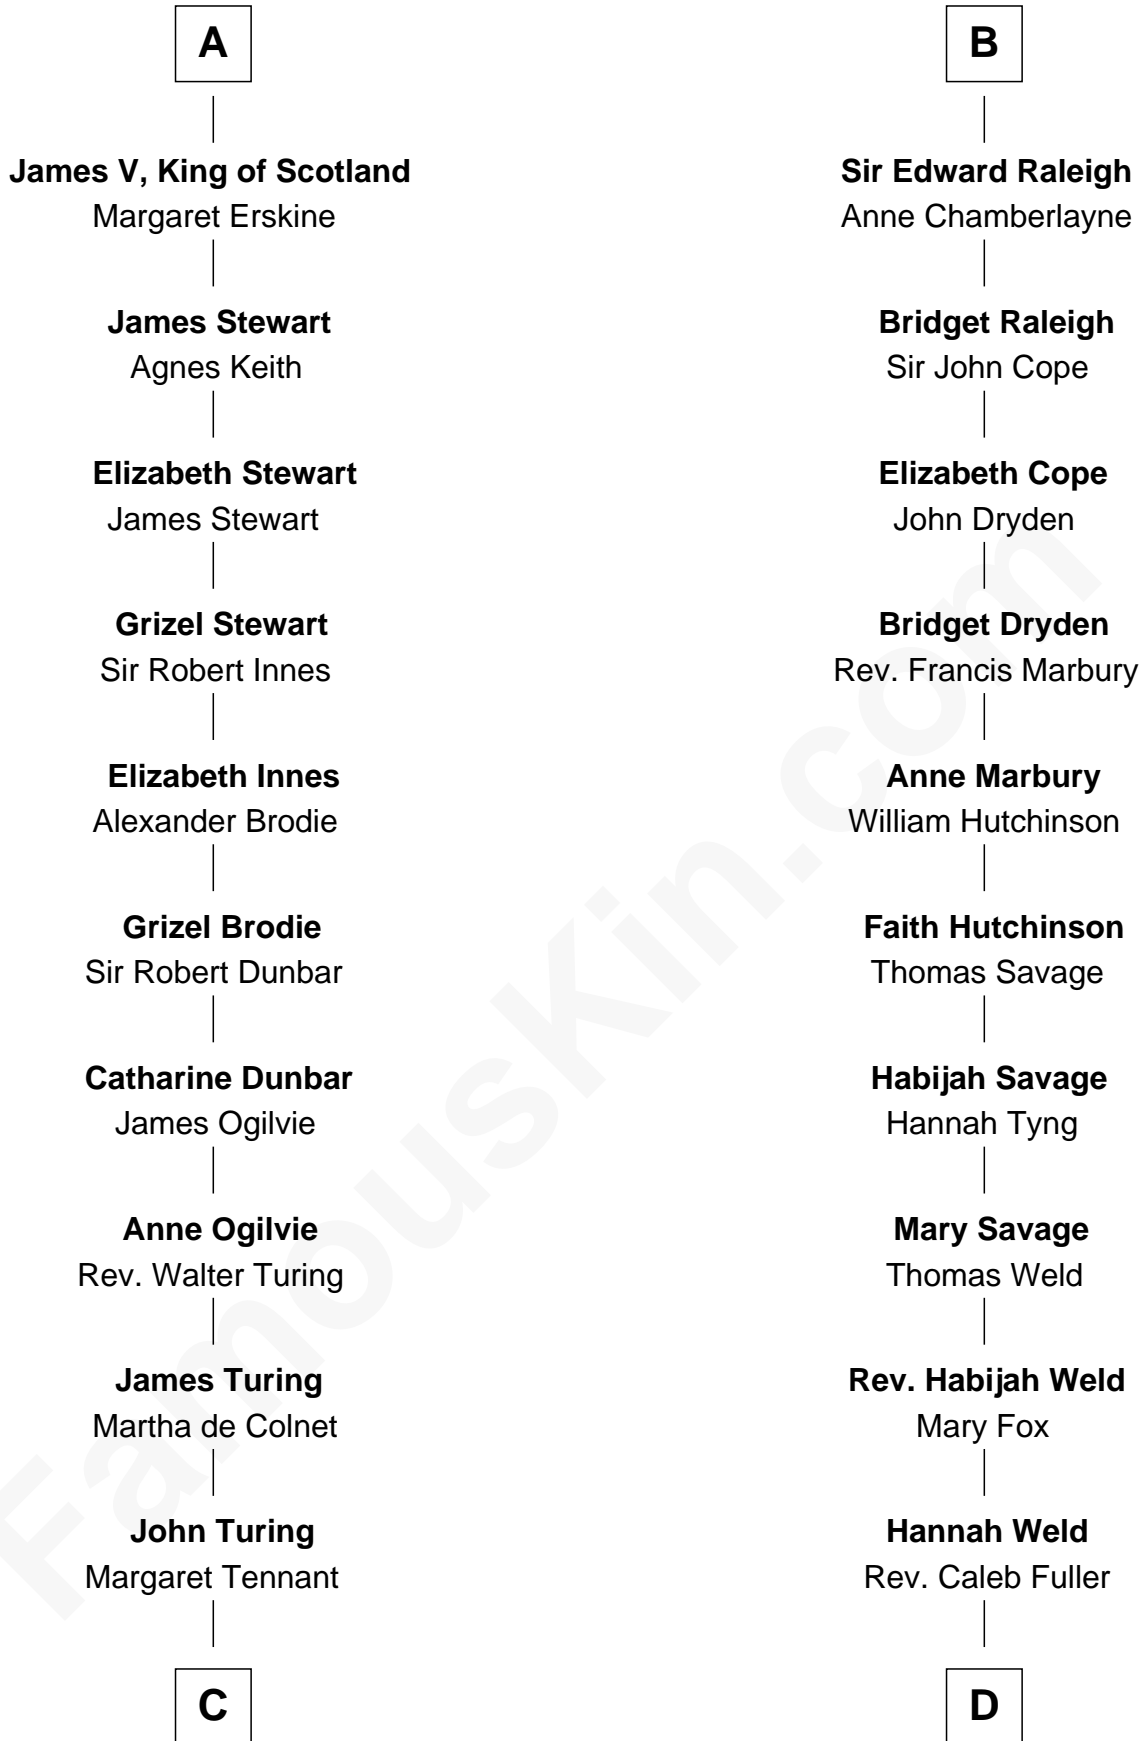 A
James V, King of Scotland
Margaret Erskine
James Stewart
Agnes Keith
Elizabeth Stewart
James Stewart
Grizel Stewart
Sir Robert Innes
Elizabeth Innes
Alexander Brodie
Grizel Brodie
Sir Robert Dunbar
Catharine Dunbar
James Ogilvie
Anne Ogilvie
Rev. Walter Turing
James Turing
Martha de Colnet
John Turing
Margaret Tennant
C
B
Sir Edward Raleigh
Anne Chamberlayne
Bridget Raleigh
Sir John Cope
Elizabeth Cope
John Dryden
Bridget Dryden
Rev. Francis Marbury
Anne Marbury
William Hutchinson
Faith Hutchinson
Thomas Savage
Habijah Savage
Hannah Tyng
Mary Savage
Thomas Weld
Rev. Habijah Weld
Mary Fox
Hannah Weld
Rev. Caleb Fuller
D
FamousKin.com